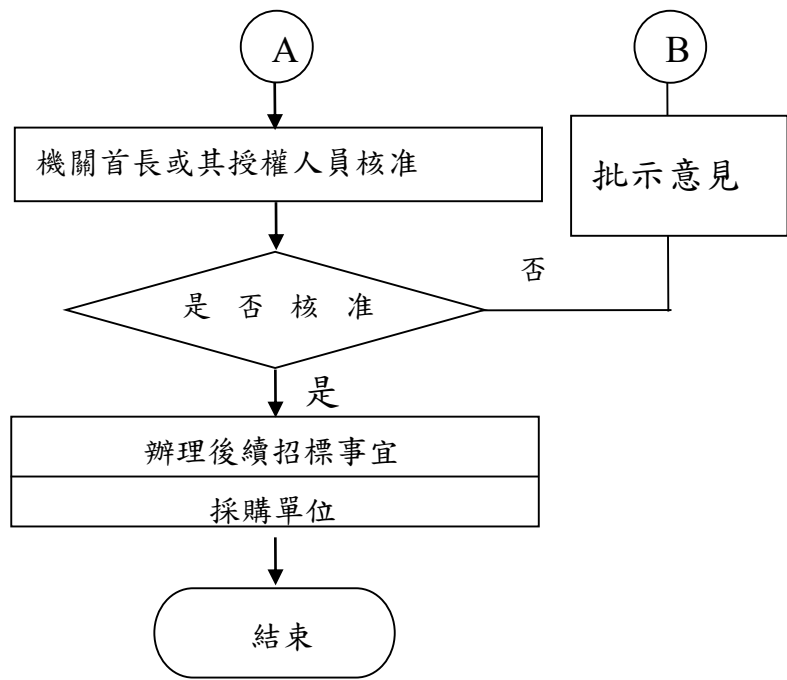 A
B
機關首長或其授權人員核准
批示意見
否
是否核准
是
辦理後續招標事宜
採購單位
結束